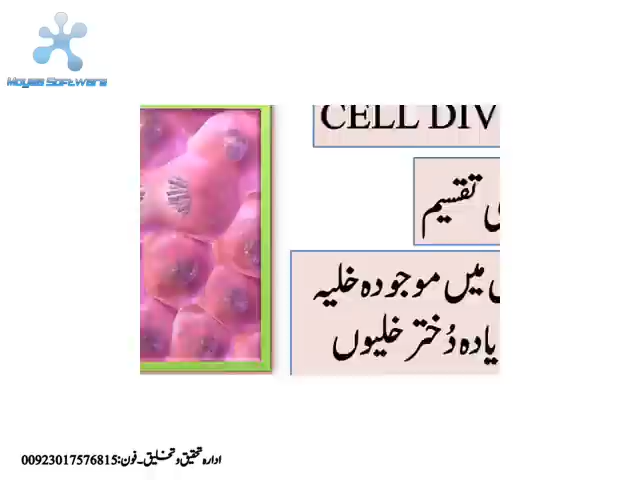 Moyea Software
CELL DIV
تقسیم
میں موجودہ خلیہ
یادہ دُختر خلیوں
ادارہ تحقیق و تخلیق۔فون:00923017576815